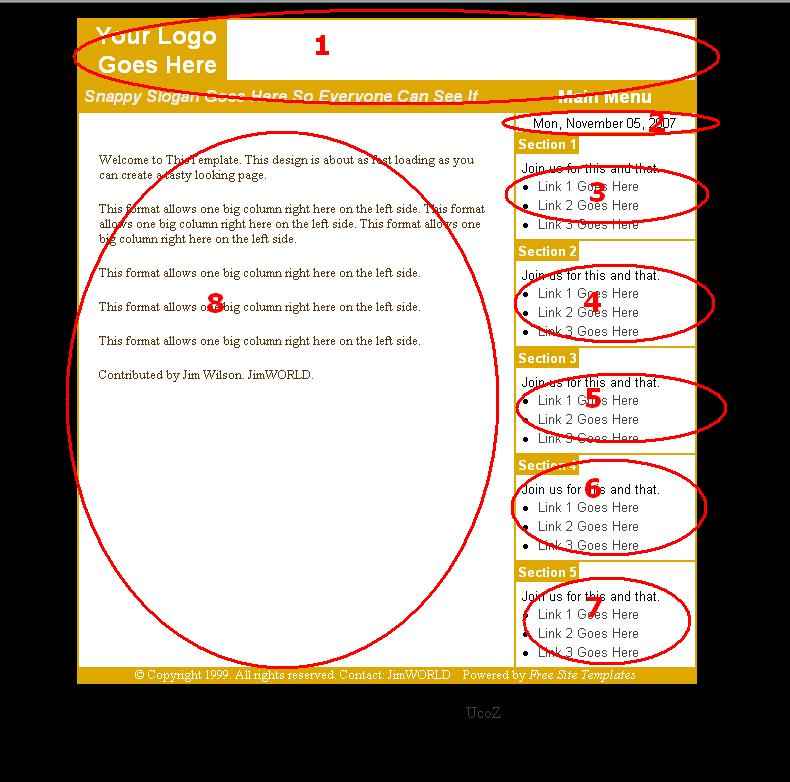 Your Logo
Goes Here
1
Snappy Slogan Goes Here So Everyone Can See It
Main Menu
Mon, November 05, 2007
2
Welcome to This Template. This design is about as fast loading as you
can create a tasty looking page.
This format allows one big column right here on the left side. This format
allows one big column right here on the left side. This format allows one
big column right here on the left side.
This format allows one big column right here on the left side.
8
This format allows one big column right here on the left side.
This format allows one big column right here on the left side.
Contributed by Jim Wilson. JimWORLD.
Section 1
Join us for this and that.
Link 1 Goes Here
3
Link 2 Goes Here
Link 3 Goes Here
Section 2
Join us for this and that.
Link 1 Goes Here
4
Link 2 Goes Here
Link 3 Goes Here
Section 3
Join us for this and that.
Link 1 Goes Here
5
Link 2 Goes Here
Link 3 Goes Here
Section 4
Join us for this and that.
6
Link 1 Goes Here
Link 2 Goes Here
Link 3 Goes Here
Section 5
Join us for this and that.
7
Link 1 Goes Here
Link 2 Goes Here
Link 3 Goes Here
© Copyright 1999. All rights reserved. Contact: JimWORLD Powered by Free Site Templates
UcoZ